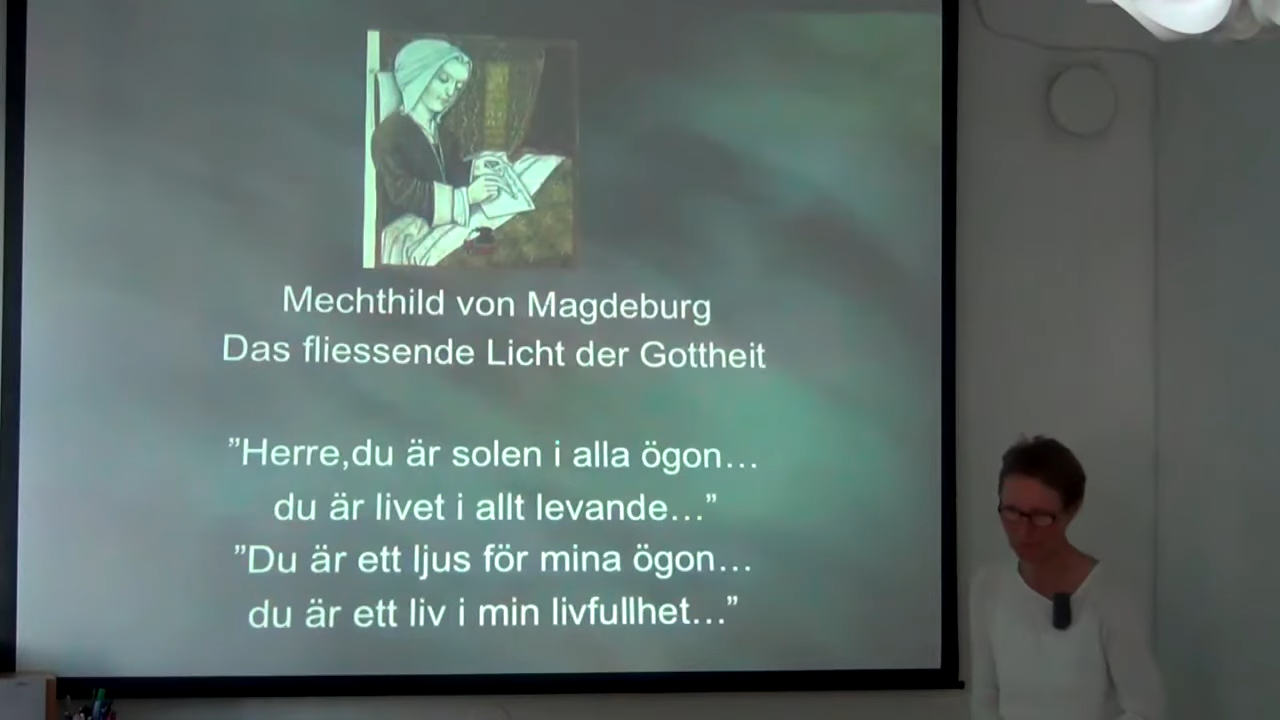 Mechthild von Magdeburg
Das fliessende Licht der Gottheit
”Herre,du är solen i alla ögon…
du är livet i allt levande…”
”Du är ett ljus för mina ögon…
du är ett liv i min livfullhet…”